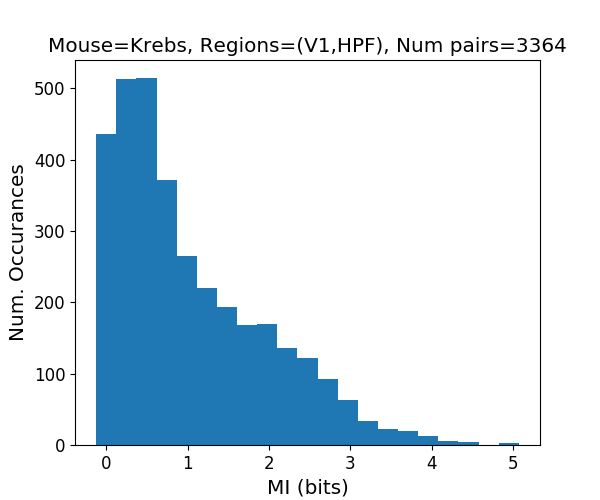 Mouse=Krebs, Regions=(V1,HPF), Num pairs=3364
500
400
300
200
100
0
Num. Occurances
0 1 2 3 4 5
MI (bits)